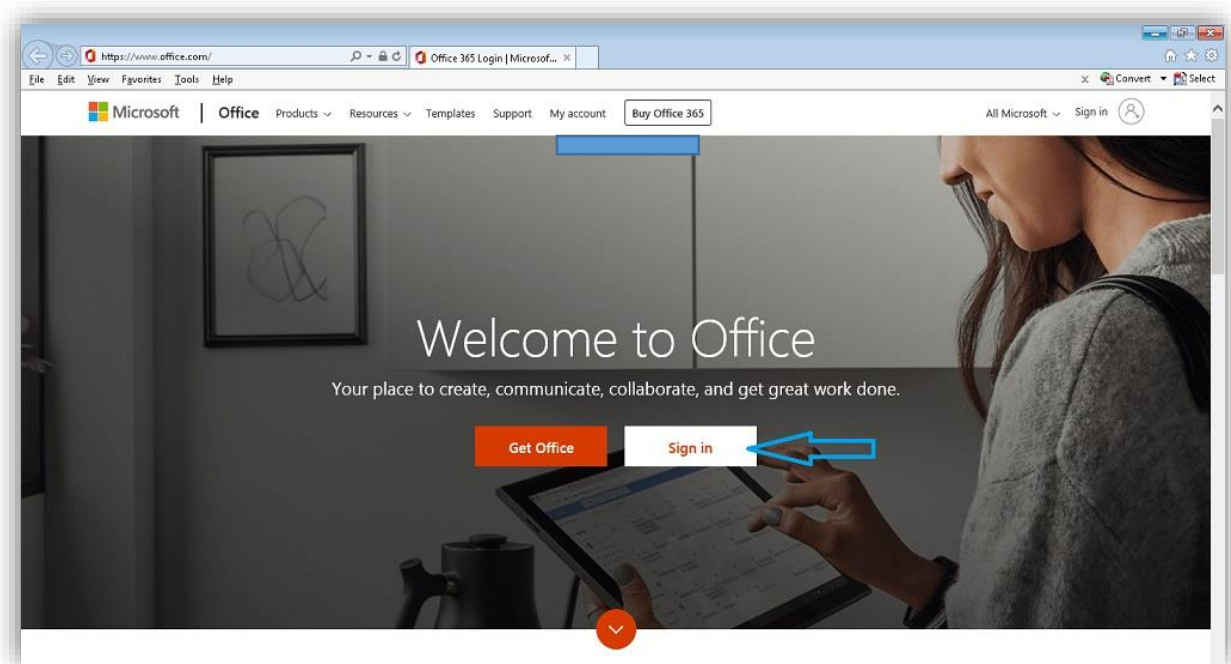 https://www.office.com/
Office 365 Login | Microsof...
File Edit View Favorites Tools Help
x Convert Select
Microsoft | Office Products Resources Templates Support My account Buy Office 365 All Microsoft Sign in
Welcome to Office
Your place to create, communicate, collaborate, and get great work done.
Get Office Sign in